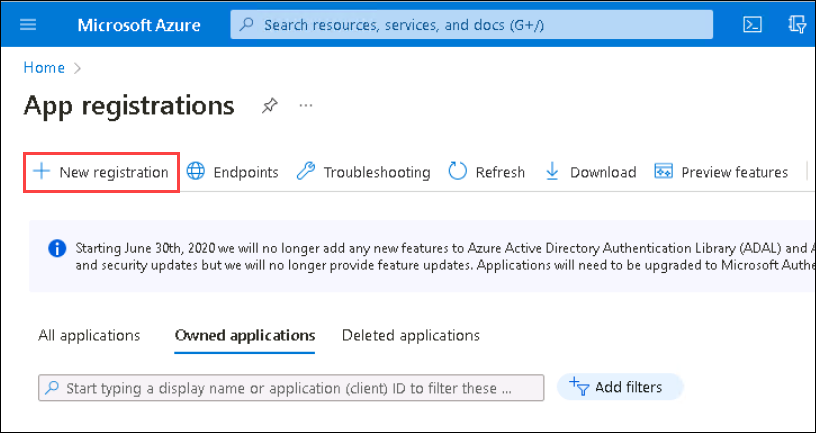 Microsoft Azure
Search resources, services, and docs (G+/)
Home
App registrations
New registration
Endpoints
Troubleshooting
Refresh
Download
Preview features
Starting June 30th, 2020 we will no longer add any new features to Azure Active Directory Authentication Library (ADAL) and A
and security updates but we will no longer provide feature updates. Applications will need to be upgraded to Microsoft Authe
All applications
Owned applications
Deleted applications
Start typing a display name or application (client) ID to filter these ...
Add filters